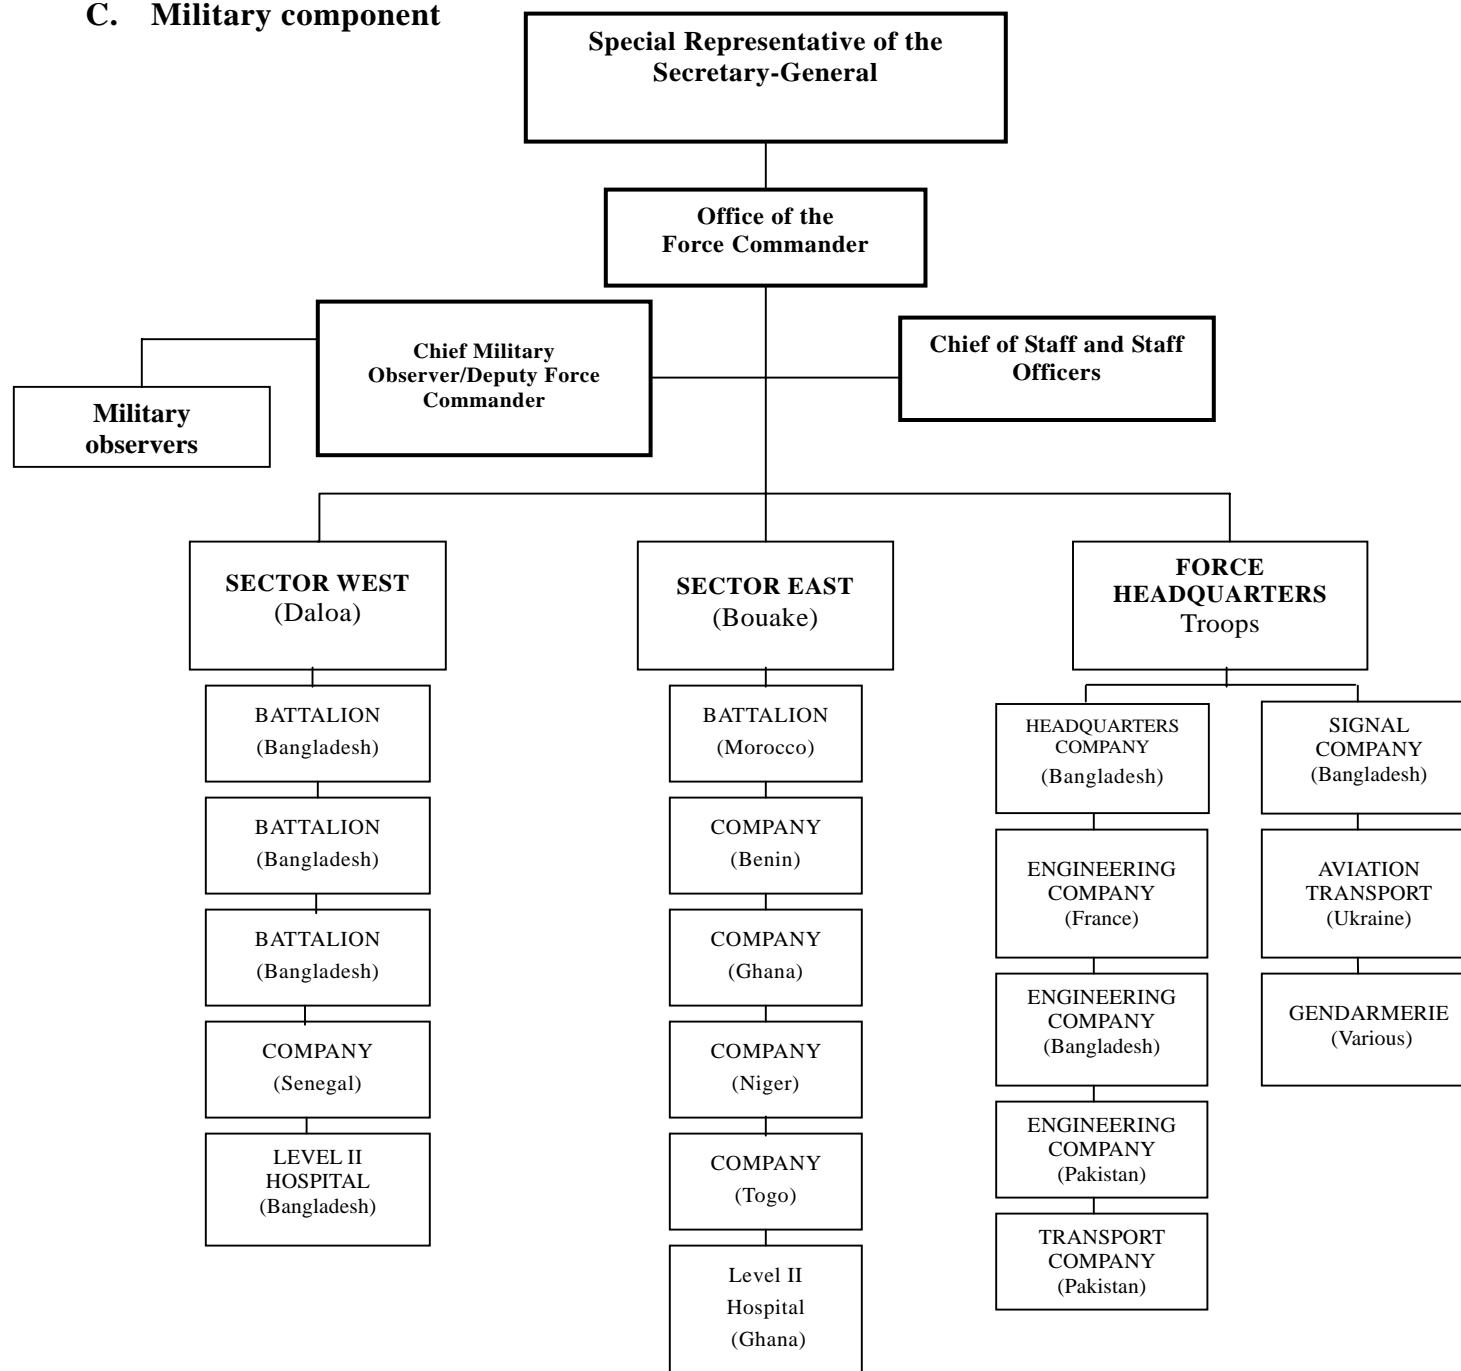 C. Military component
Special Representative of the
Secretary-General
Office of the
Force Commander
Chief Military
Observer/Deputy Force
Commander
Chief of Staff and Staff
Officers
Military
observers
SECTOR WEST
(Daloa)
BATTALION
(Bangladesh)
BATTALION
(Bangladesh)
BATTALION
(Bangladesh)
COMPANY
(Senegal)
LEVEL II
HOSPITAL
(Bangladesh)
SECTOR EAST
(Bouake)
BATTALION
(Morocco)
COMPANY
(Benin)
COMPANY
(Ghana)
COMPANY
(Niger)
COMPANY
(Togo)
Level II
Hospital
(Ghana)
FORCE
HEADQUARTERS
Troops
HEADQUARTERS
COMPANY
(Bangladesh)
ENGINEERING
COMPANY
(France)
ENGINEERING
COMPANY
(Bangladesh)
ENGINEERING
COMPANY
(Pakistan)
TRANSPORT
COMPANY
(Pakistan)
SIGNAL
COMPANY
(Bangladesh)
AVIATION
TRANSPORT
(Ukraine)
GENDARMERIE
(Various)